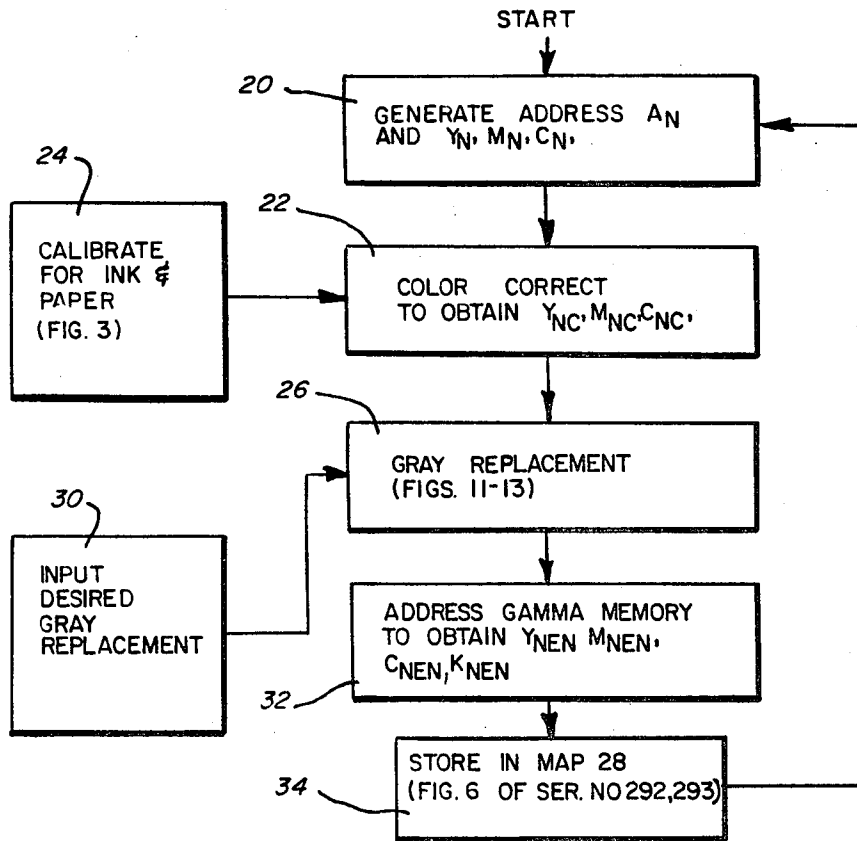 START
20
GENERATE ADDRESS A_N
AND Y_N, M_N, C_N,
24
CALIBRATE
FOR INK &
PAPER
(FIG. 3)
22
COLOR CORRECT
TO OBTAIN Y_NC, M_NC, C_NC,
26
GRAY REPLACEMENT
(FIGS. 11-13)
30
INPUT
DESIRED
GRAY
REPLACEMENT
ADDRESS GAMMA MEMORY
TO OBTAIN Y_NEN M_NEN,
C_NEN, K_NEN
32
STORE IN MAP 28
(FIG. 6 OF SER. NO 292,293)
34